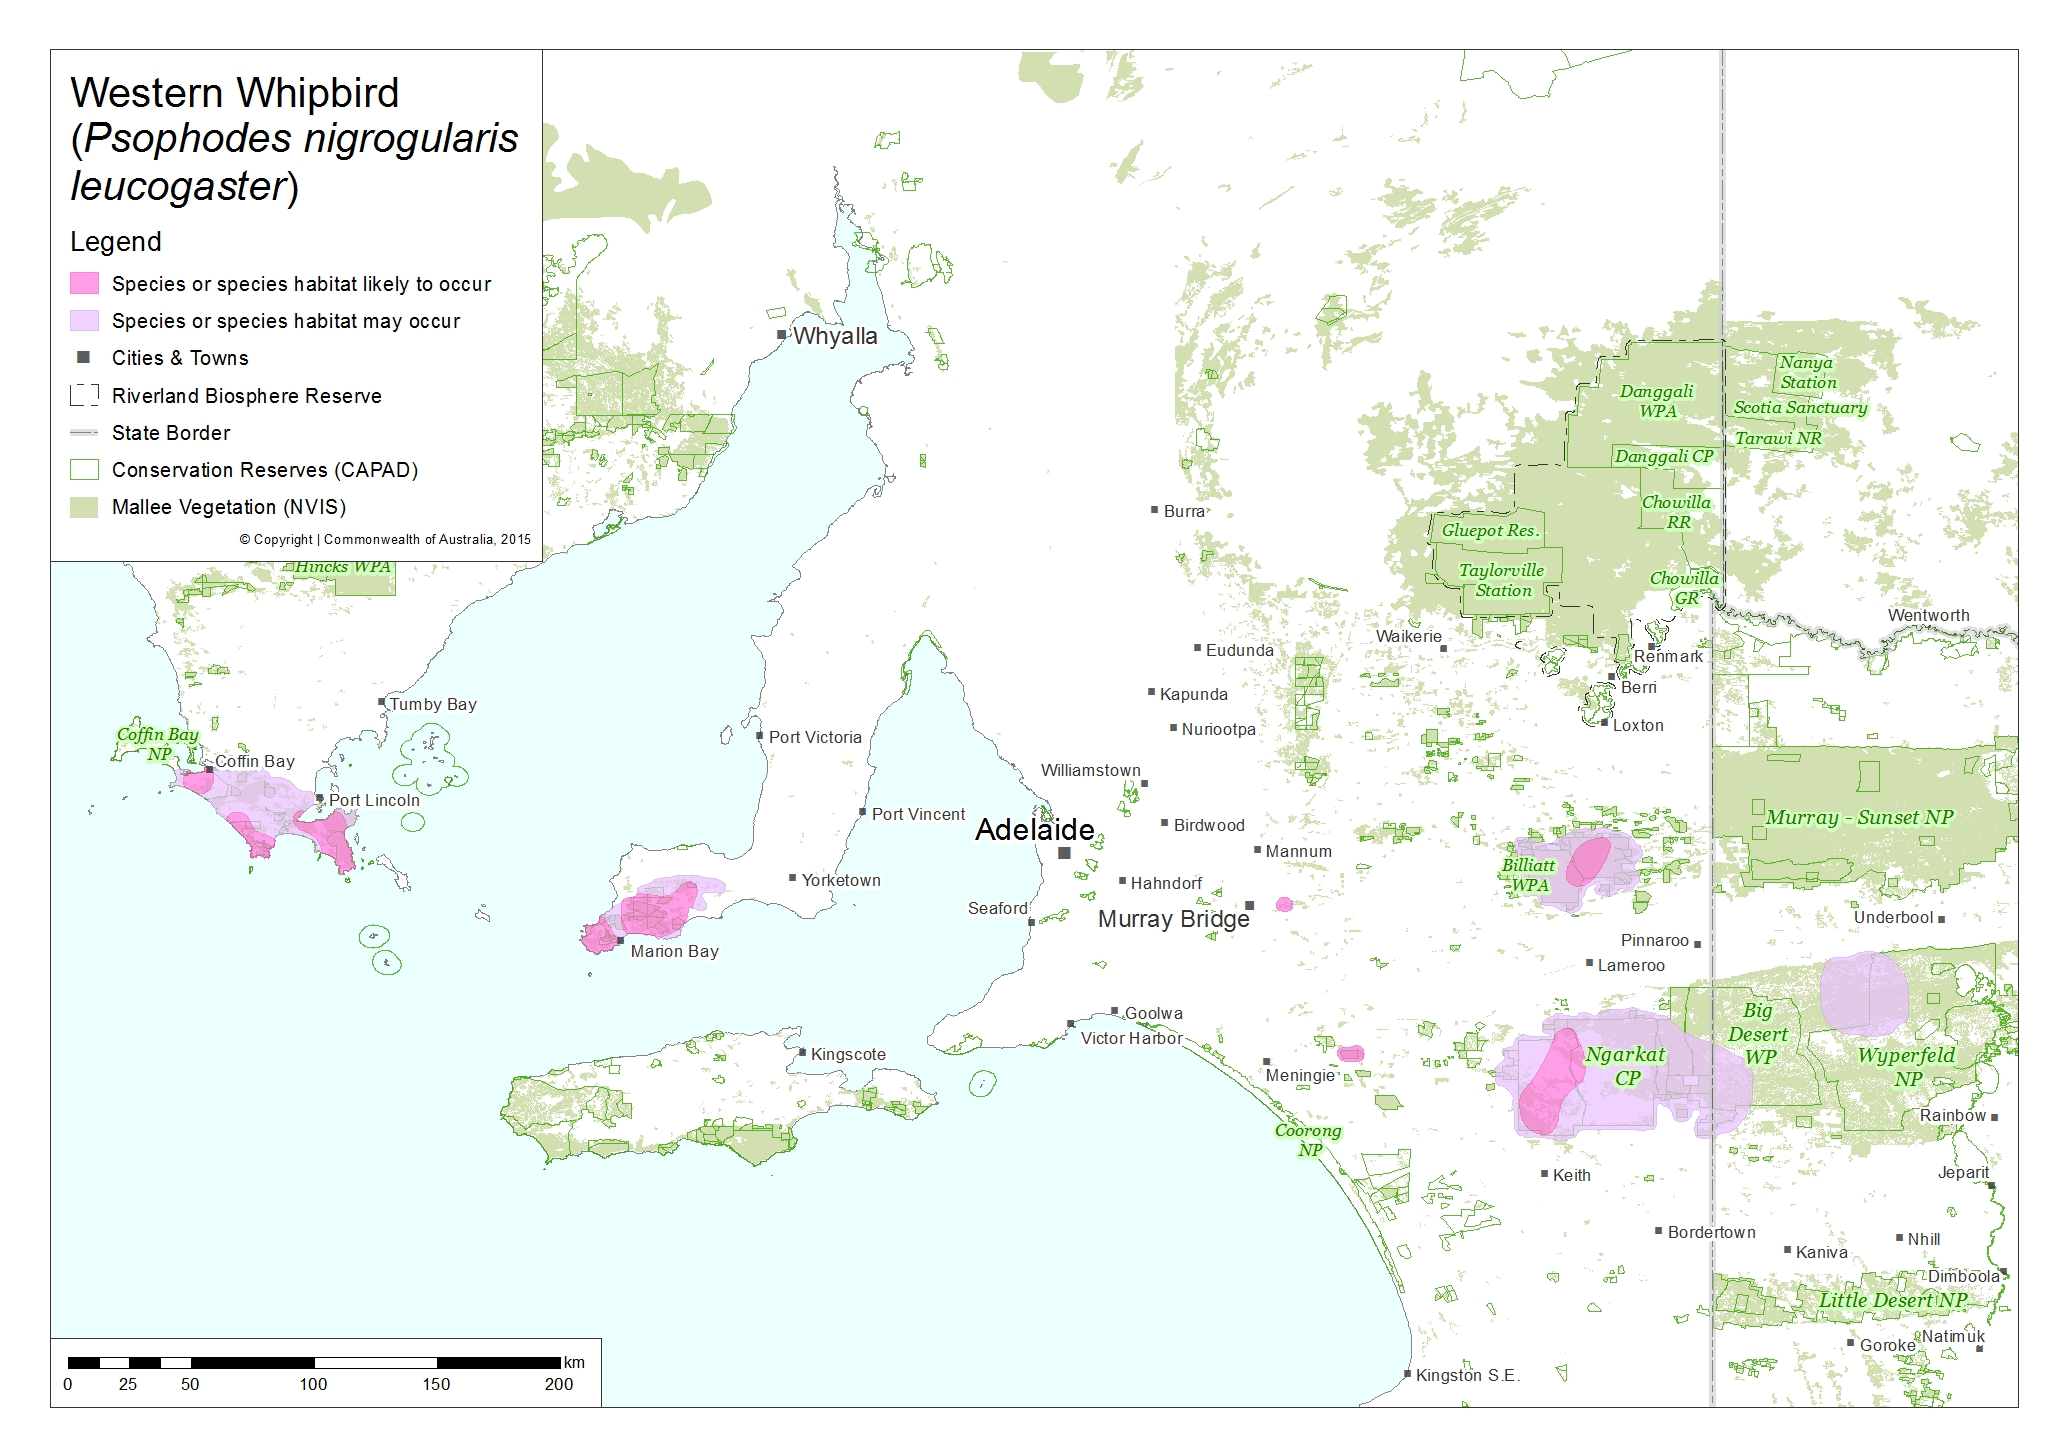 Western Whipbird
(Psophodes nigrogularis
leucogaster)
Legend
Species or species habitat likely to occur
Species or species habitat may occur
Cities & Towns
Riverland Biosphere Reserve
State Border
Conservation Reserves (CAPAD)
Mallee Vegetation (NVIS)
© Copyright | Commonwealth of Australia, 2015
Hincks WPA
Whyalla
Nanya
Station
Danggali
WPA
Scotia Sanctuary
Tarawi NR
Danggali CP
Chowilla
RR
Burra
Gluepot Res.
Taylorville
Station
Chowilla
GR
Wentworth
Waikerie
Eudunda
Renmark
Berri
Kapunda
Tumby Bay
Loxton
Nuriootpa
Coffin Bay
NP
Port Victoria
Coffin Bay
Williamstown
Port Lincoln
Port Vincent
Murray - Sunset NP
Birdwood
Adelaide
Mannum
Billiatt
WPA
Yorketown
Hahndorf
Seaford
Murray Bridge
Underbool
Pinnaroo
Marion Bay
Lameroo
Goolwa
Big
Desert
WP
Victor Harbor
Kingscote
Ngarkat
CP
Wyperfeld
NP
Meningie
Rainbow
Coorong
NP
Keith
Jeparit
Bordertown
Nhill
Kaniva
Dimboola
Little Desert NP
Natimuk
Goroke
Kingston S.E.
km
0 25 50 100 150 200